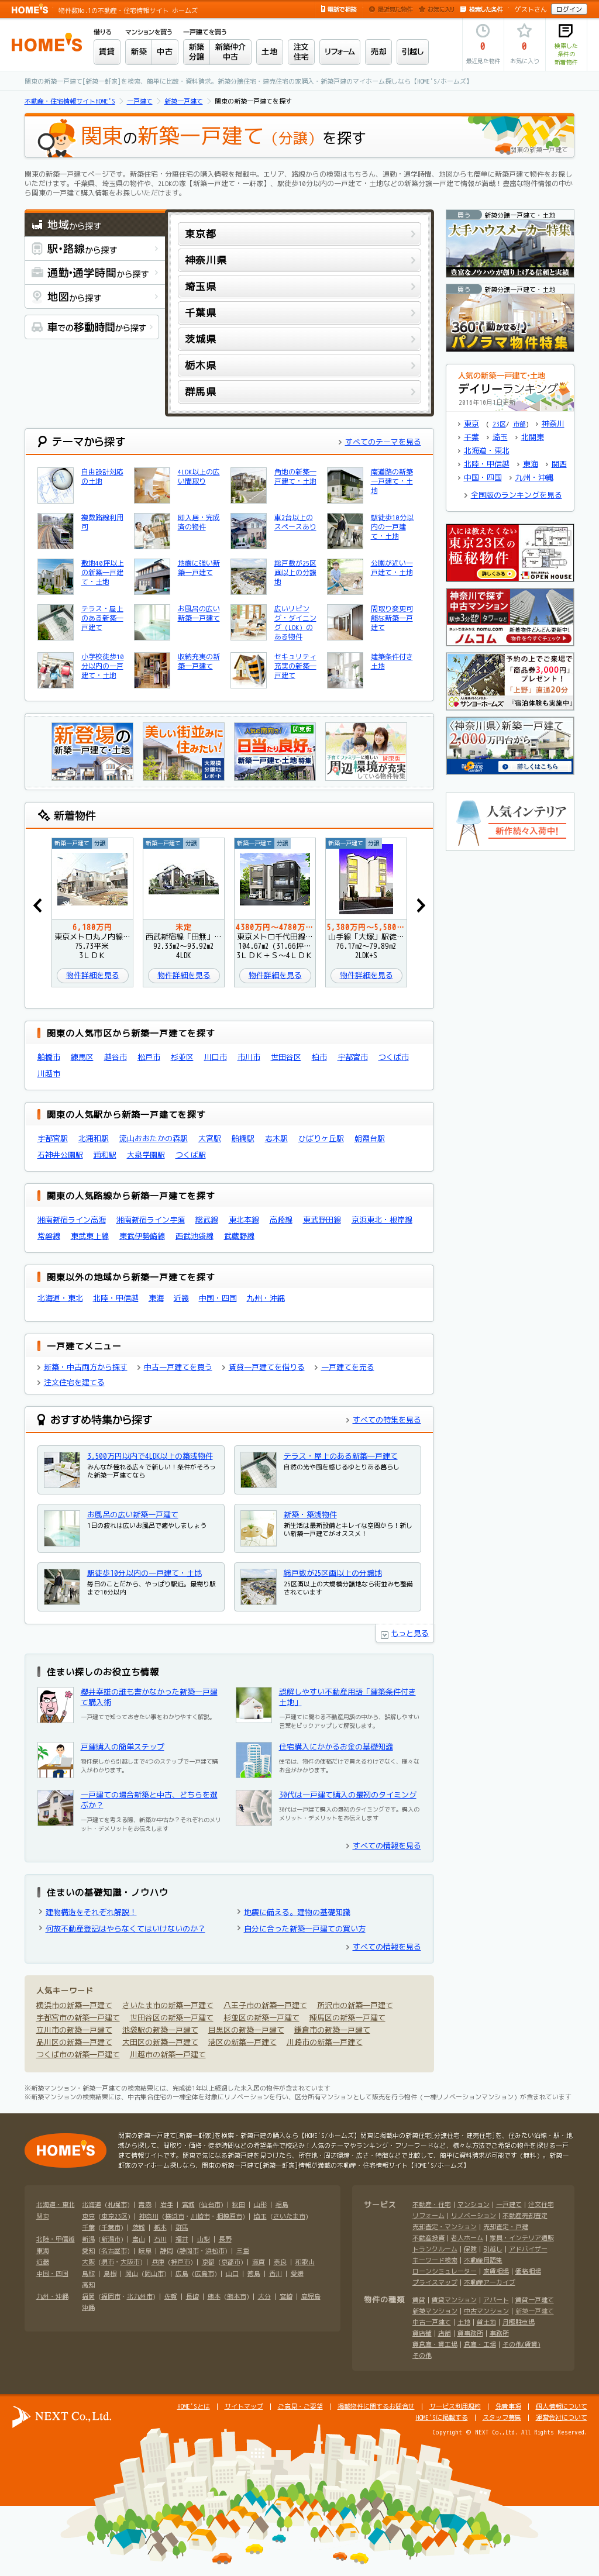 HOME'S 物件数No.1の不動産・住宅情報サイト ホームズ
電話で相談 最近見た物件 お気に入り 検索した条件 ゲストさん ログイン
HOME'S
借りる マンションを買う 一戸建てを買う
賃貸 新築 中古 新築分譲 新築仲介中古 土地 注文住宅 リフォーム 売却 引越し
0 最近見た物件 0 お気に入り 検索した条件の新着物件
関東の新築一戸建て[新築一軒家]を検索、簡単に比較・資料請求。新築分譲住宅・建売住宅の家購入・新築戸建のマイホーム探しなら【HOME'S/ホームズ】
不動産・住宅情報サイトHOME'S 一戸建て 新築一戸建て 関東の新築一戸建てを探す
関東の新築一戸建て（分譲）を探す
関東の新築一戸建て
関東の新築一戸建てページです。新築住宅・分譲住宅の購入情報を掲載中。エリア、路線からの検索はもちろん、通勤・通学時間、地図からも簡単に新築戸建て物件をお探し
いただけます。千葉県、埼玉県の物件や、2LDKの家【新築一戸建て・一軒家】、駅徒歩10分以内の一戸建て・土地などの新築分譲一戸建て情報が満載！豊富な物件情報の中か
ら関東の一戸建て購入情報をお探しいただけます。
地域から探す
駅・路線から探す
通勤・通学時間から探す
地図から探す
車での移動時間から探す
東京都
神奈川県
埼玉県
千葉県
茨城県
栃木県
群馬県
買う 新築分譲一戸建て・土地
大手ハウスメーカー特集
豊富なノウハウが創り上げる信頼と実績
買う 新築分譲一戸建て・土地
360°動かせる
パノラマ物件特集
人気の新築一戸建て・土地
デイリーランキング
2016年10月1日更新
東京 （ 23区/ 市部） 神奈川
千葉 埼玉 北関東
北海道・東北
北陸・甲信越 東海 関西
中国・四国 九州・沖縄
全国版のランキングを見る
テーマから探す
すべてのテーマを見る
自由設計対応の土地
4LDK以上の広い間取り
角地の新築一戸建て・土地
南道路の新築一戸建て・土地
複数路線利用可
即入居・完成済の物件
車2台以上のスペースあり
駅徒歩10分以内の一戸建て・土地
敷地40坪以上の新築一戸建て・土地
地震に強い新築一戸建て
総戸数が25区画以上の分譲地
公園が近い一戸建て・土地
テラス・屋上のある新築一戸建て
お風呂の広い新築一戸建て
広いリビング・ダイニング（LDK）のある物件
間取り変更可能な新築一戸建て
小学校徒歩10分以内の一戸建て・土地
収納充実の新築一戸建て
セキュリティ充実の新築一戸建て
建築条件付き土地
人には教えたくない
東京23区の
極秘物件
詳しくみる OPEN HOUSE
神奈川で探す
中古マンション
駅歩3分 新着物件どんどん更新中！
ノムコム 物件を今すぐチェック
予約の上でご来場で
「商品券3,000円」
プレゼント！
「上野」直通20分
サンヨーホームズ 「宿泊体験も実施中」
〈神奈川県〉新築一戸建て
2,000万円台から
詳しくはこちら
人気インテリア
新作続々入荷中！
新登場の
新築一戸建て・土地
美しい街並みに
住みたい！
大規模分譲地レポート
関東版
日当たり良好。
新築一戸建て・土地 特集
子育てファミリーに嬉しい 関東版
周辺環境が充実
している物件特集
新着物件
新築一戸建て 分譲 新築一戸建て 分譲 新築一戸建て 分譲 新築一戸建て 分譲
6,180万円 未定 4380万円～4780万… 5,380万円～5,580…
東京メトロ丸ノ内線… 西武新宿線「田無」… 東京メトロ千代田線… 山手線「大塚」駅徒…
75.73平米 92.33m2～93.92m2 104.67m2（31.66坪… 76.17m2～79.89m2
3LDK 4LDK 3LDK＋S～4LDK 2LDK+S
物件詳細を見る 物件詳細を見る 物件詳細を見る 物件詳細を見る
関東の人気市区から新築一戸建てを探す
船橋市 練馬区 越谷市 松戸市 杉並区 川口市 市川市 世田谷区 柏市 宇都宮市 つくば市
川越市
関東の人気駅から新築一戸建てを探す
宇都宮駅 北浦和駅 流山おおたかの森駅 大宮駅 船橋駅 志木駅 ひばりヶ丘駅 朝霞台駅
石神井公園駅 浦和駅 大泉学園駅 つくば駅
関東の人気路線から新築一戸建てを探す
湘南新宿ライン高海 湘南新宿ライン宇須 総武線 東北本線 高崎線 東武野田線 京浜東北・根岸線
常磐線 東武東上線 東武伊勢崎線 西武池袋線 武蔵野線
関東以外の地域から新築一戸建てを探す
北海道・東北 北陸・甲信越 東海 近畿 中国・四国 九州・沖縄
一戸建てメニュー
新築・中古両方から探す 中古一戸建てを買う 賃貸一戸建てを借りる 一戸建てを売る
注文住宅を建てる
おすすめ特集から探す
すべての特集を見る
3,500万円以内で4LDK以上の築浅物件
みんなが憧れる広々で新しい！条件がそろった新築一戸建てなら
テラス・屋上のある新築一戸建て
自然の光や風を感じるゆとりある暮らし
お風呂の広い新築一戸建て
1日の疲れは広いお風呂で癒やしましょう
新築・築浅物件
新生活は最新設備とキレイな空間から！新しい新築一戸建てがオススメ！
駅徒歩10分以内の一戸建て・土地
毎日のことだから、やっぱり駅近。最寄り駅まで10分以内
総戸数が25区画以上の分譲地
25区画以上の大規模分譲地なら街並みも整備されています
もっと見る
住まい探しのお役立ち情報
櫻井幸雄の誰も書かなかった新築一戸建て購入術
一戸建てで知っておきたい事をわかりやすく解説。
誤解しやすい不動産用語「建築条件付き土地」
一戸建てに関わる不動産用語の中から、誤解しやすい言葉をピックアップして解説します。
戸建購入の簡単ステップ
物件探しから引越しまで4つのステップで一戸建て購入がわかります。
住宅購入にかかるお金の基礎知識
住宅は、物件の価格だけで買えるわけでなく、様々なお金がかかります。
一戸建ての場合新築と中古、どちらを選ぶか？
一戸建てを考える際、新築か中古か？それぞれのメリット・デメリットをお伝えします
30代は一戸建て購入の最初のタイミング
30代は一戸建て購入の最初のタイミングです。購入のメリット・デメリットをお伝えします
すべての情報を見る
住まいの基礎知識・ノウハウ
建物構造をそれぞれ解説！ 地震に備える。建物の基礎知識
何故不動産登記はやらなくてはいけないのか？ 自分に合った新築一戸建ての買い方
すべての情報を見る
人気キーワード
横浜市の新築一戸建て さいたま市の新築一戸建て 八王子市の新築一戸建て 所沢市の新築一戸建て
宇都宮市の新築一戸建て 世田谷区の新築一戸建て 杉並区の新築一戸建て 練馬区の新築一戸建て
立川市の新築一戸建て 池袋駅の新築一戸建て 目黒区の新築一戸建て 鎌倉市の新築一戸建て
品川区の新築一戸建て 大田区の新築一戸建て 港区の新築一戸建て 川崎市の新築一戸建て
つくば市の新築一戸建て 川越市の新築一戸建て
※新築マンション・新築一戸建ての検索結果には、完成後1年以上経過した未入居の物件が含まれています
※新築マンションの検索結果には、中古集合住宅の一棟全体を対象にリノベーションを行い、区分所有マンションとして販売を行う物件（一棟リノベーションマンション）が含まれています
HOME'S
関東の新築一戸建て[新築一軒家]を検索・新築戸建の購入なら【HOME'S/ホームズ】関東に掲載中の新築住宅[分譲住宅・建売住宅]を、住みたい沿線・駅・地
域から探して、間取り・価格・徒歩時間などの希望条件で絞込み！人気のテーマやランキング・フリーワードなど、様々な方法でご希望の物件を探せる一戸建
てポータルサイトです。関東で気になる新築戸建を見つけたら、所在地・周辺環境・広さ・特徴などで比較して、簡単に資料請求が可能です（無料）。新築一
軒家のマイホーム探しなら、関東の新築一戸建て[新築一軒家]情報が満載の不動産・住宅情報サイト【HOME'S/ホームズ】
北海道・東北 北海道 (札幌市) | 青森 | 岩手 | 宮城 (仙台市) | 秋田 | 山形 | 福島
関東 東京 (東京23区) | 神奈川 (横浜市・川崎市・相模原市) | 埼玉 (さいたま市)
千葉 (千葉市) | 茨城 | 栃木 | 群馬
北陸・甲信越 新潟 (新潟市) | 富山 | 石川 | 福井 | 山梨 | 長野
東海 愛知 (名古屋市) | 岐阜 | 静岡 (静岡市・浜松市) | 三重
近畿 大阪 (堺市・大阪市) | 兵庫 (神戸市) | 京都 (京都市) | 滋賀 | 奈良 | 和歌山
中国・四国 鳥取 | 島根 | 岡山 (岡山市) | 広島 (広島市) | 山口 | 徳島 | 香川 | 愛媛
高知
九州・沖縄 福岡 (福岡市・北九州市) | 佐賀 | 長崎 | 熊本 (熊本市) | 大分 | 宮崎 | 鹿児島
沖縄
サービス 不動産・住宅 | マンション | 一戸建て | 注文住宅
リフォーム | リノベーション | 不動産売却査定
売却査定・マンション | 売却査定・戸建
不動産投資 | 老人ホーム | 家具・インテリア通販
トランクルーム | 保険 | 引越し | アドバイザー
キーワード検索 | 不動産用語集
ローンシミュレーター | 家賃相場 | 価格相場
プライスマップ | 不動産アーカイブ
物件の種類 賃貸 | 賃貸マンション | アパート | 賃貸一戸建て
新築マンション | 中古マンション | 新築一戸建て
中古一戸建て | 土地 | 貸土地 | 月極駐車場
貸店舗 | 店舗 | 貸事務所 | 事務所
貸倉庫・貸工場 | 倉庫・工場 | その他(賃貸)
その他
HOME'Sとは | サイトマップ | ご意見・ご要望 | 掲載物件に関するお問合せ | サービス利用規約 | 免責事項 | 個人情報について
HOME'Sに掲載する | スタッフ募集 | 運営会社について
NEXT Co.,Ltd.
Copyright © NEXT Co.,Ltd. All Rights Reserved.